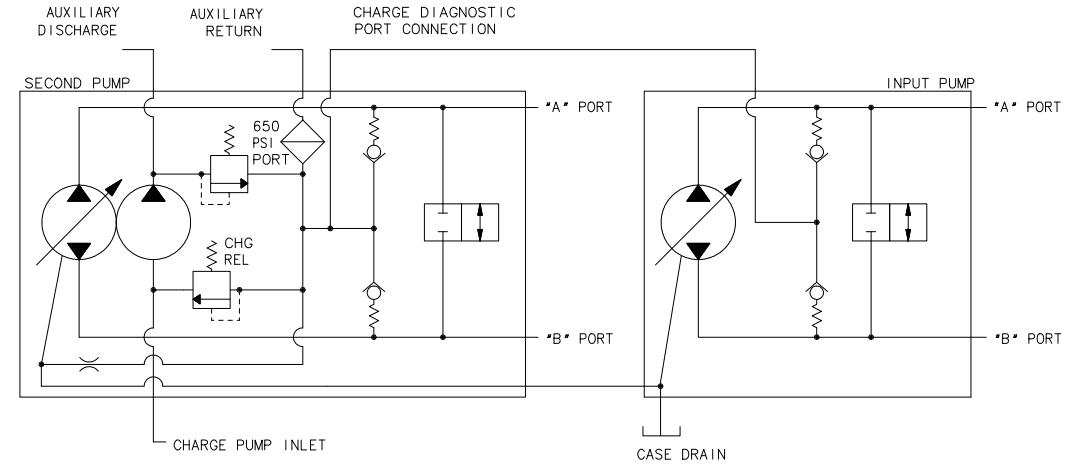 AUXILIARY
DISCHARGE
AUXILIARY
RETURN
CHARGE DIAGNOSTIC
PORT CONNECTION
SECOND PUMP
INPUT PUMP
"A" PORT
"A" PORT
650
PSI
PORT
CHG
REL
"B" PORT
"B" PORT
CHARGE PUMP INLET
CASE DRAIN